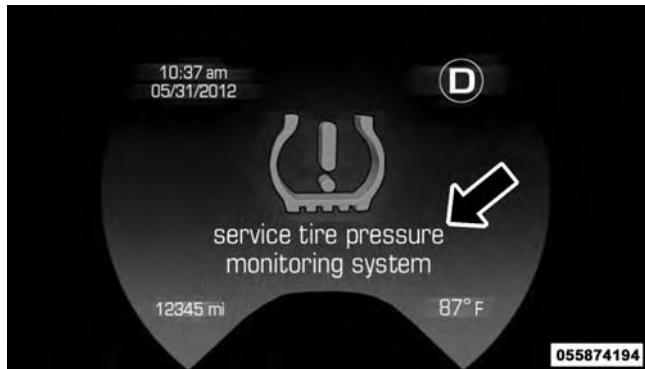 10:37 am
05/31/2012
D
service tire pressure
monitoring system
12345 mi
87° F
055874194